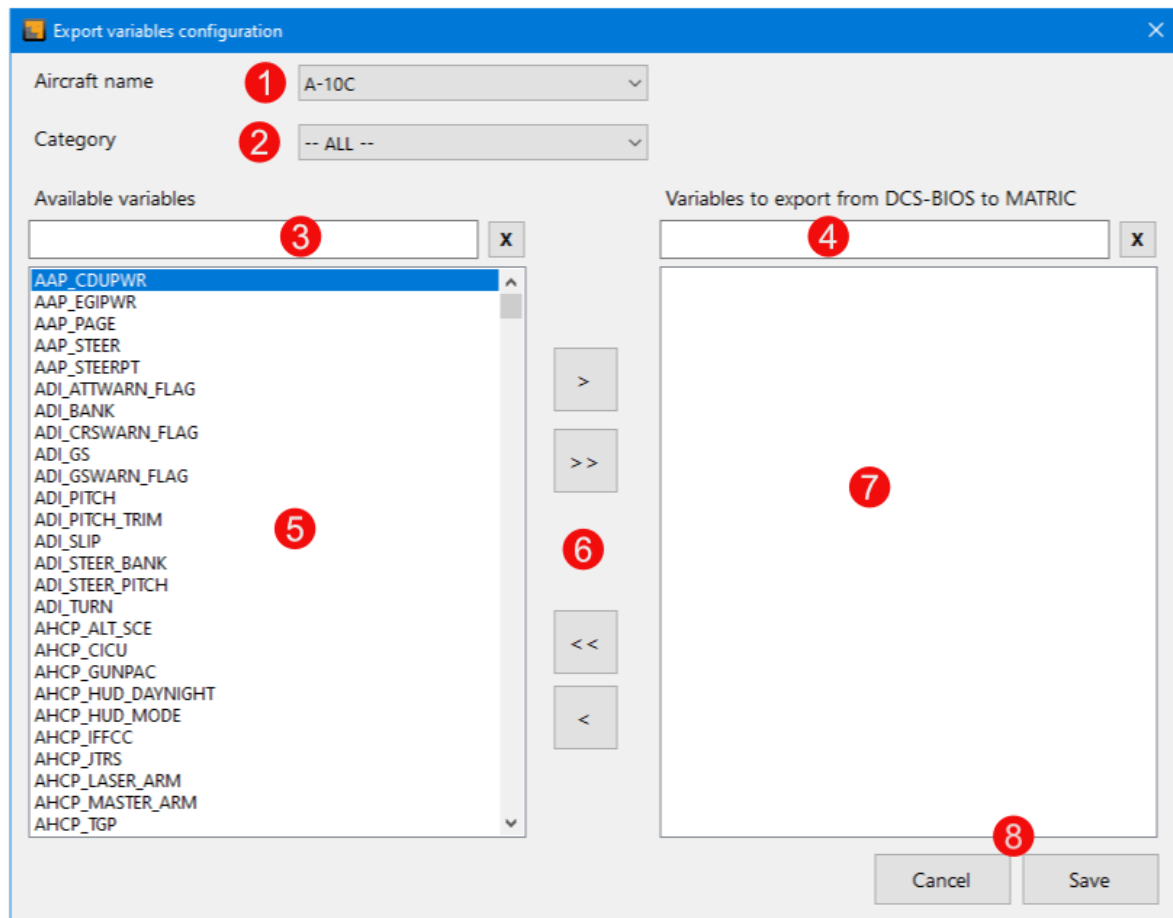 Export variables configuration
Aircraft name 1 A-10C
Category 2 -- ALL --
Available variables
Variables to export from DCS-BIOS to MATRIC
3 X
4 X
AAP_CDUPWR
AAP_EGIPWR
AAP_PAGE
AAP_STEER
AAP_STEERPT
ADI_ATTWARN_FLAG
ADI_BANK
ADI_CRSWARN_FLAG
ADI_GS
ADI_GSWARN_FLAG
ADI_PITCH
ADI_PITCH_TRIM
ADI_SLIP
ADI_STEER_BANK
ADI_STEER_PITCH
ADI_TURN
AHCP_ALT_SCE
AHCP_CICU
AHCP_GUNPAC
AHCP_HUD_DAYNIGHT
AHCP_HUD_MODE
AHCP_IFFCC
AHCP_JTRS
AHCP_LASER_ARM
AHCP_MASTER_ARM
AHCP_TGP
5
>
>>
6
<<
<
7
8
Cancel
Save